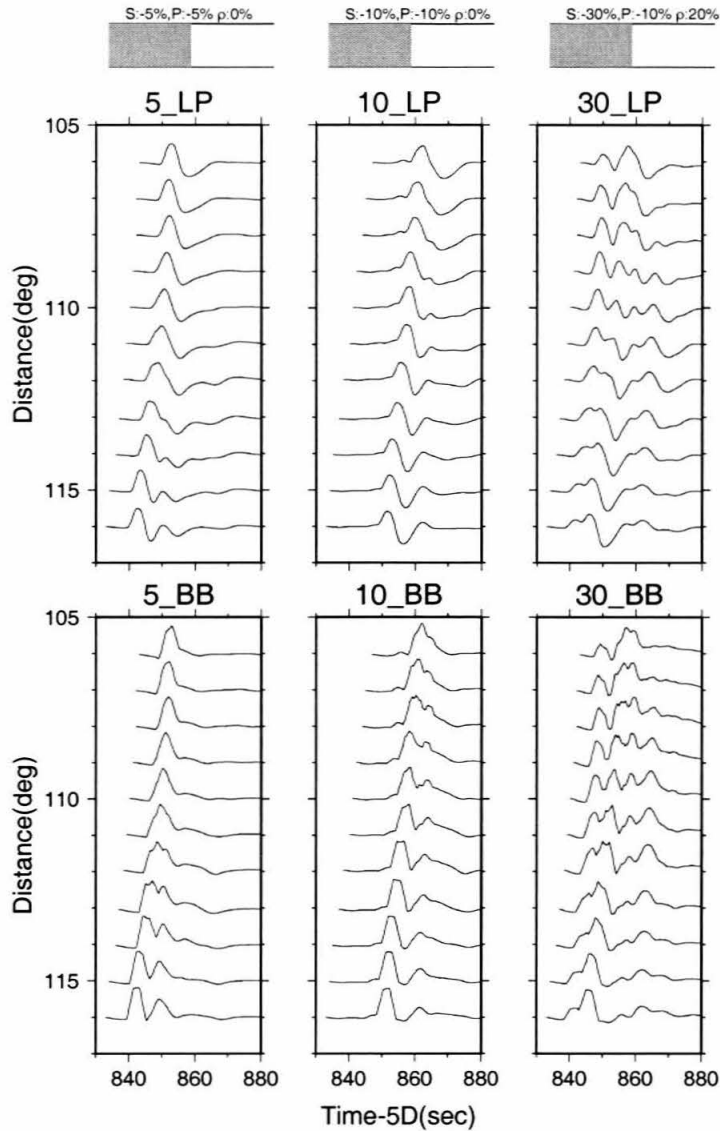 S:-5%,P:-5% ρ:0%
S:-10%,P:-10% ρ:0%
S:-30%,P:-10% ρ:20%
5_LP
10_LP
30_LP
105
110
115
Distance(deg)
5_BB
10_BB
30_BB
105
110
115
Distance(deg)
840 860 880
840 860 880
840 860 880
Time-5D(sec)